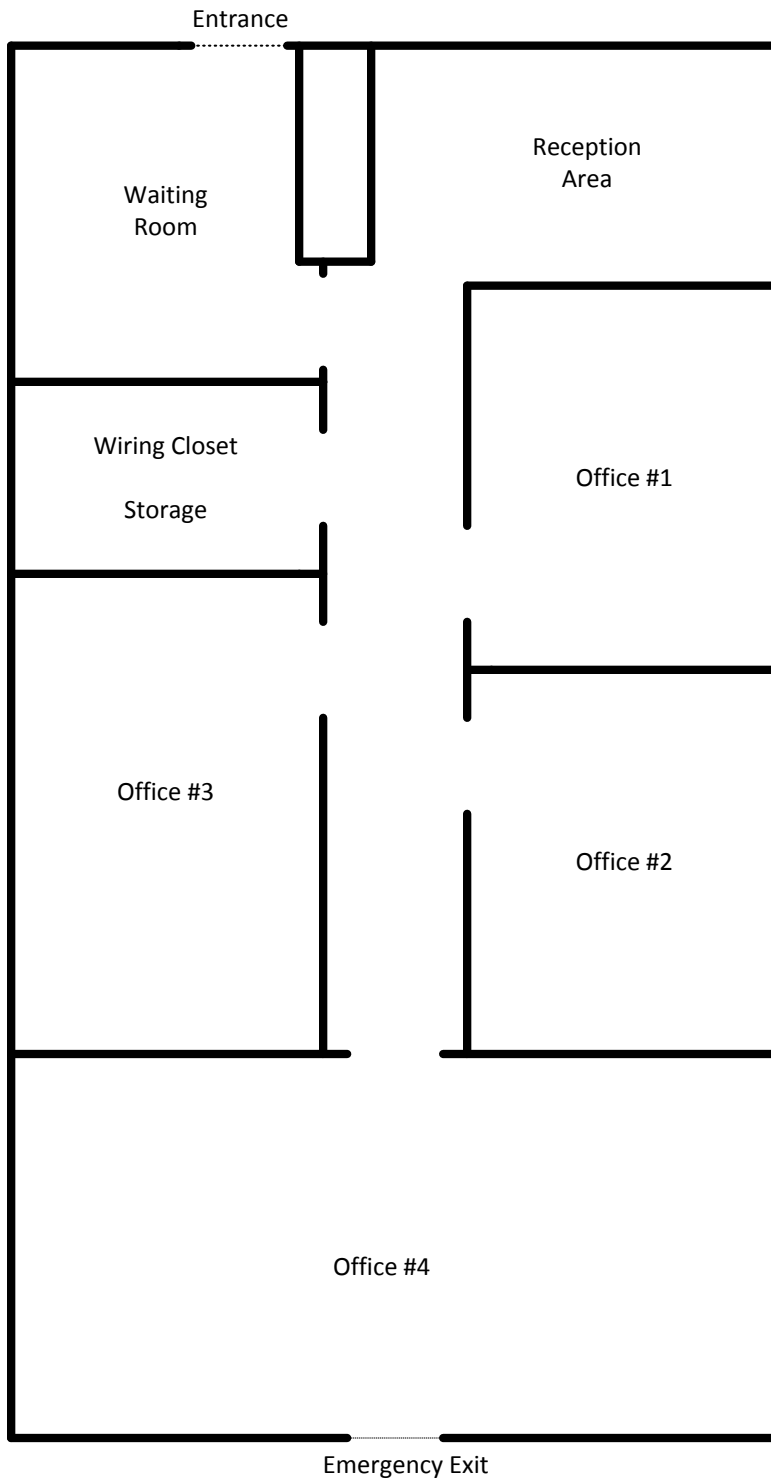 Entrance
Reception
Area
Waiting
Room
Wiring Closet
Storage
Office #1
Office #3
Office #2
Office #4
Emergency Exit